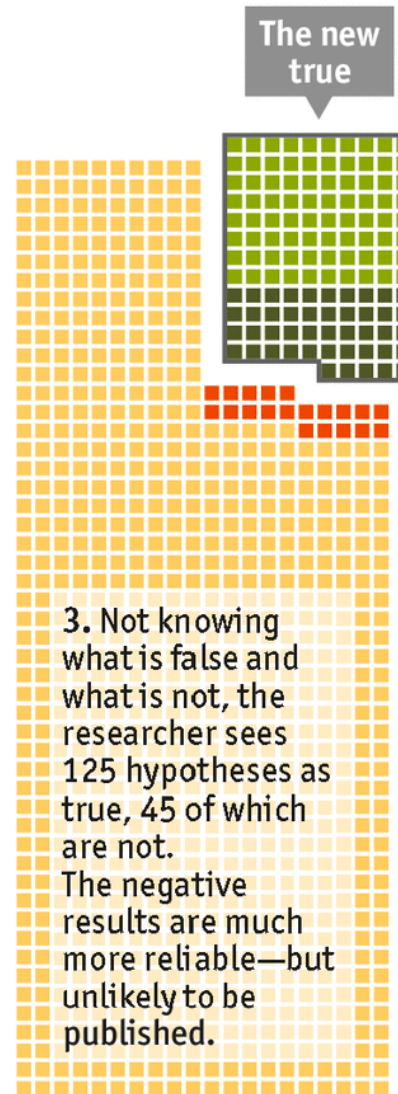 The new
true
3. Not knowing
what is false and
what is not, the
researcher sees
125 hypotheses as
true, 45 of which
are not.
The negative
results are much
more reliable—but
unlikely to be
published.